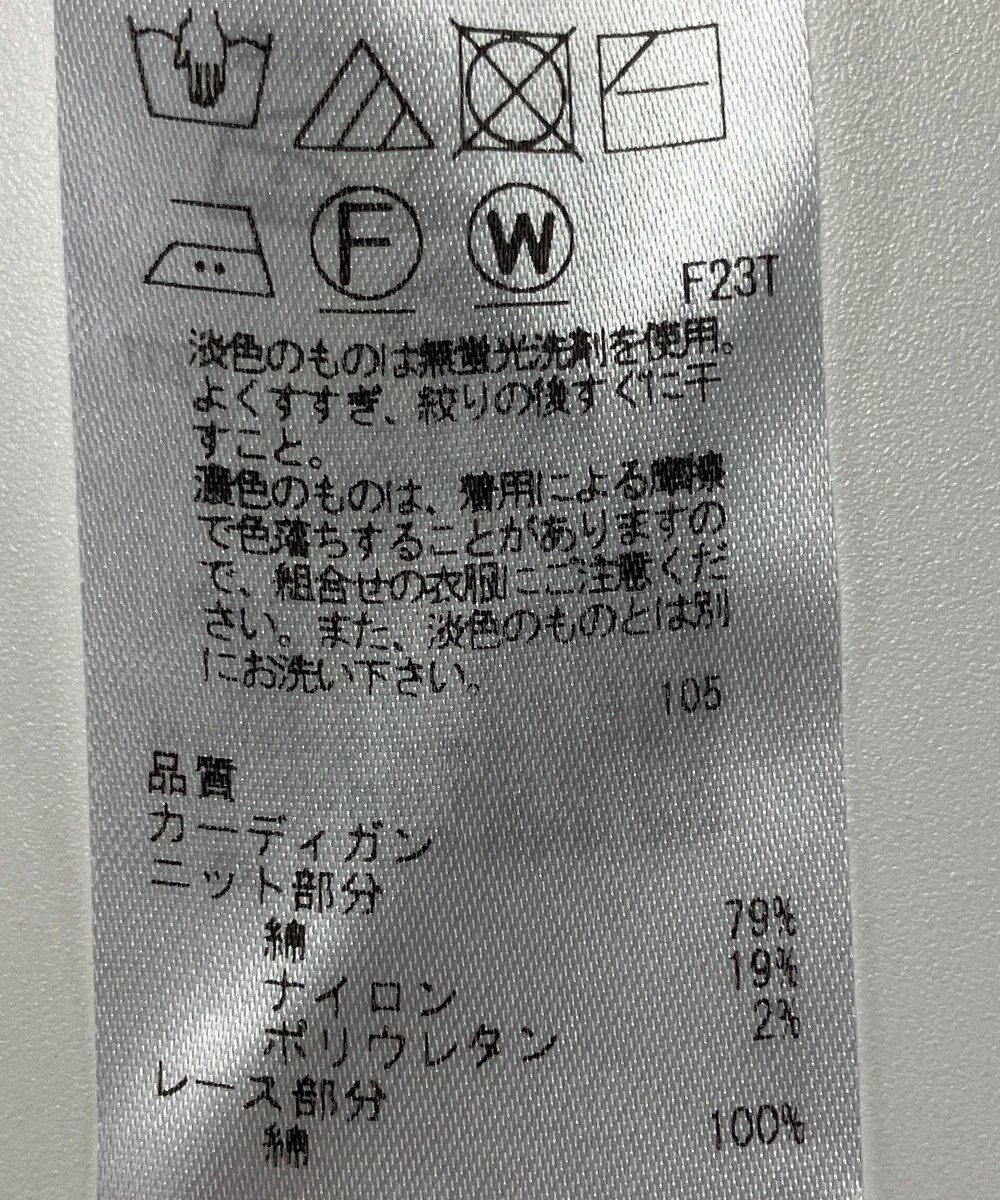 F W
F23T
淡色のものは無蛍光洗剤を使用。
よくすすぎ、絞りの後すぐに干
すこと。
濃色のものは、着用による摩擦
で色落ちすることがありますの
で、組合せの衣服にご注意くだ
さい。また、淡色のものとは別
にお洗い下さい。
105
品質
カーディガン
ニット部分
綿 79%
ナイロン 19%
ポリウレタン 2%
レース部分
綿 100%